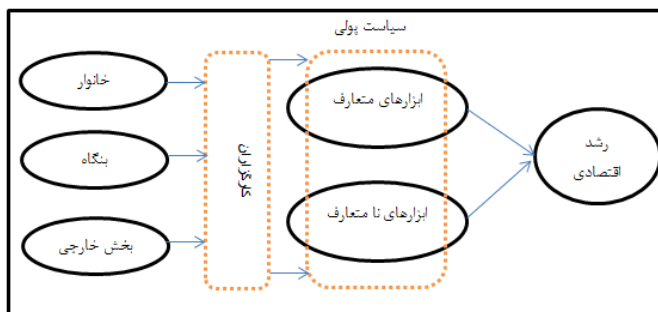 سیاست پولی
خانوار
بنگاه
بخش خارجی
کارگزاران
ابزارهای متعارف
ابزارهای نا متعارف
رشد
اقتصادی